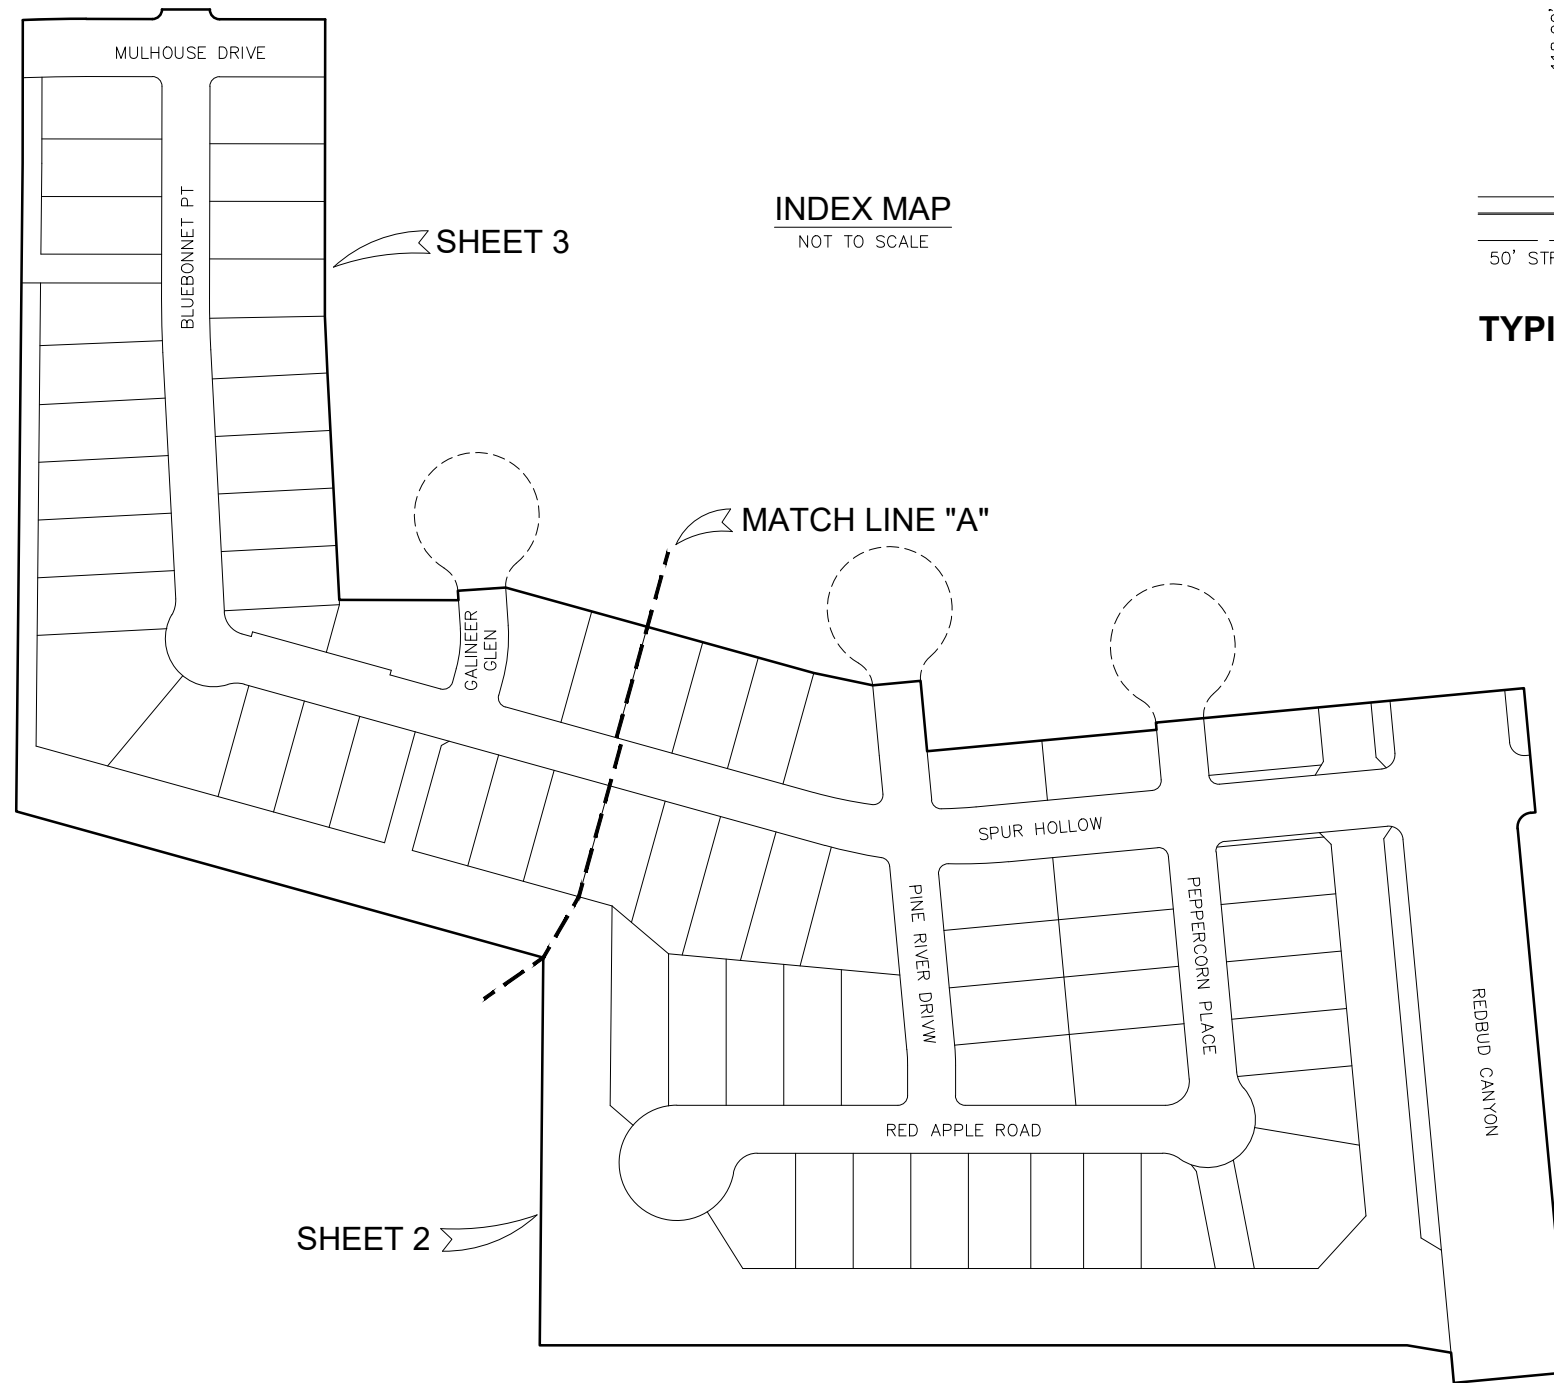 MULHOUSE DRIVE
BLUEBONNET PT
SHEET 3
INDEX MAP
NOT TO SCALE
50'
TYPI
MATCH LINE "A"
GALINEER
GLEN
SPUR HOLLOW
PINE RIVER DRIVW
PEPPERCORN PLACE
REDBUD CANYON
RED APPLE ROAD
SHEET 2